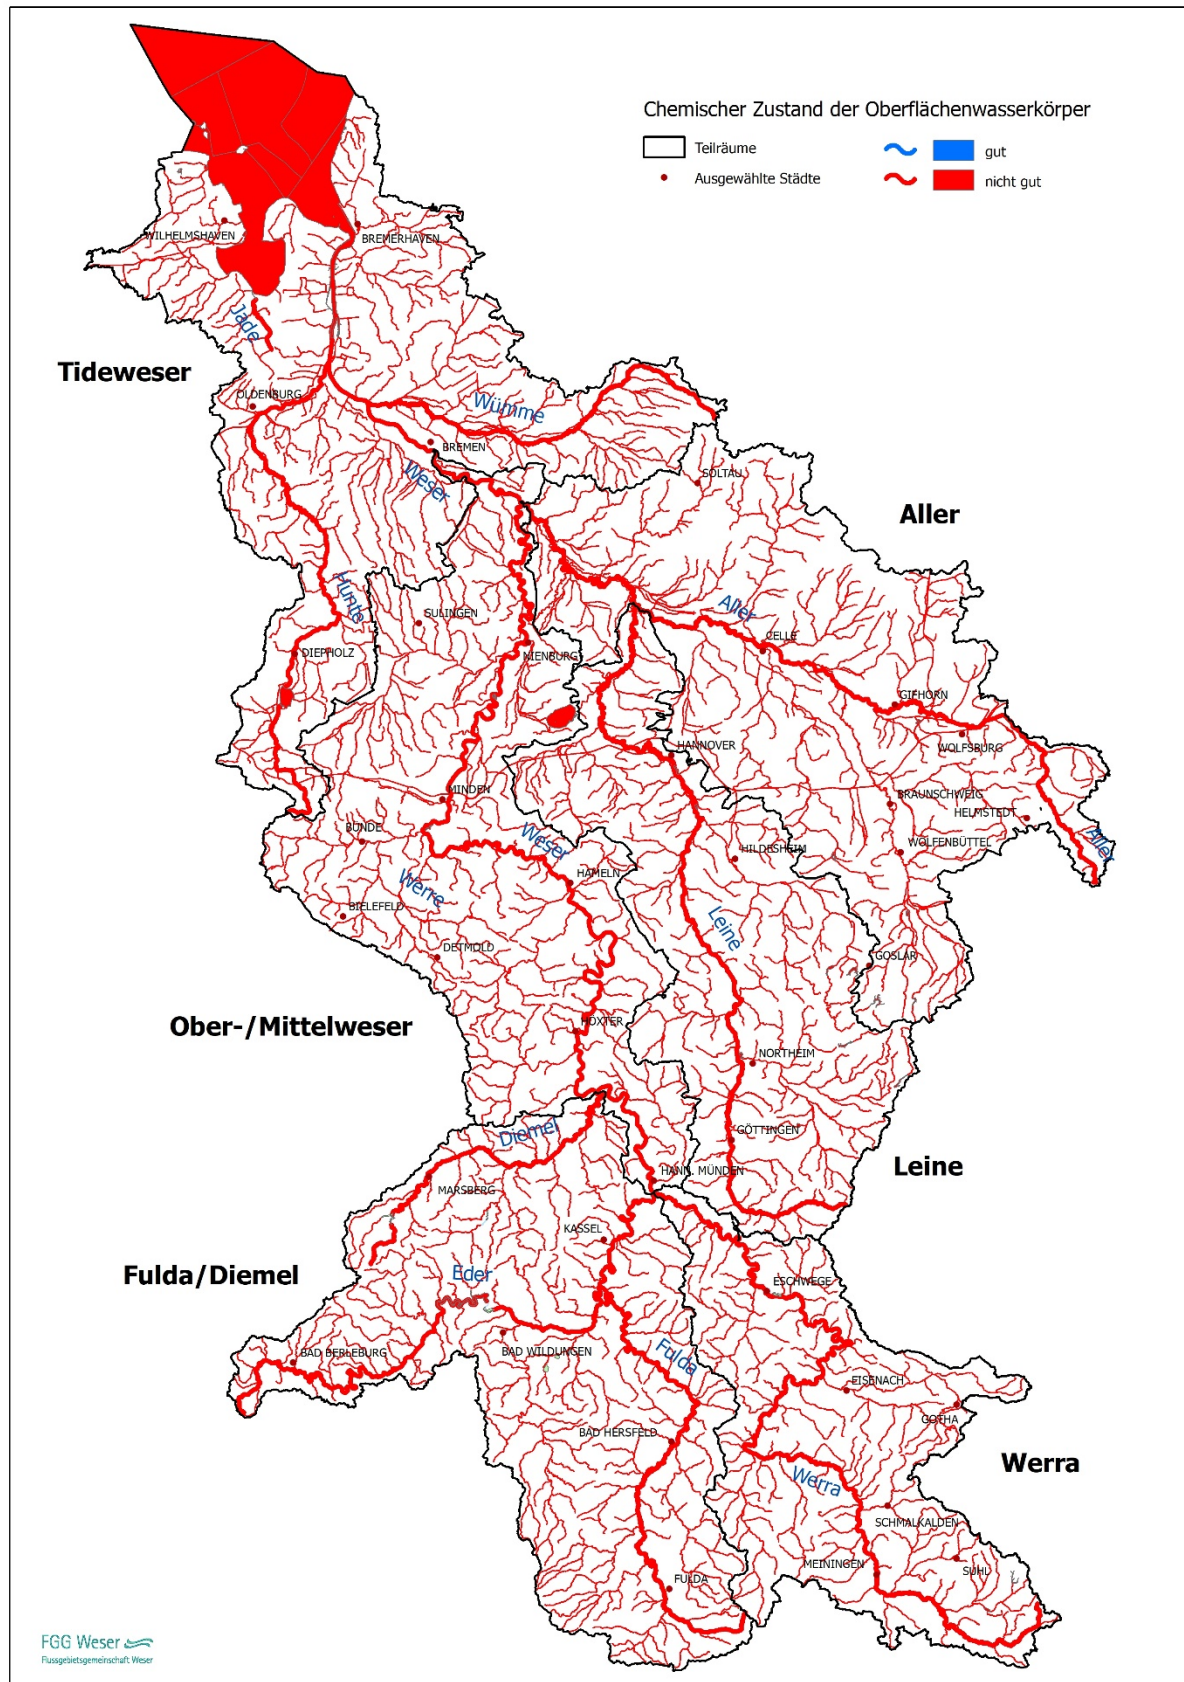 Chemischer Zustand der Oberflächenwasserkörper
Teilräume
gut
Ausgewählte Städte
nicht gut
WILHELMSHAVEN
BREMERHAVEN
Jade
Tideweser
OLDENBURG
Wümme
BREMEN
Weser
SOLTAU
Aller
Hunte
SULINGEN
Aller
CELLE
DIEPHOLZ
NIENBURG
GIFHORN
HANNOVER
WOLFSBURG
MINDEN
BRAUNSCHWEIG
HELMSTEDT
BÜNDE
Weser
HILDESHEIM
WOLFENBÜTTEL
Aller
Werre
HAMELN
BIELEFELD
Leine
DETMOLD
GOSLAR
Ober-/Mittelweser
HÖXTER
NORTHEIM
Diemel
GÖTTINGEN
Leine
HANN. MÜNDEN
MARSBERG
KASSEL
Fulda/Diemel
Eder
ESCHWEGE
BAD BERLEBURG
BAD WILDUNGEN
Fulda
EISENACH
GOTHA
BAD HERSFELD
Werra
Werra
SCHMALKALDEN
MEININGEN
SUHL
FULDA
FGG Weser
Flussgebietsgemeinschaft Weser